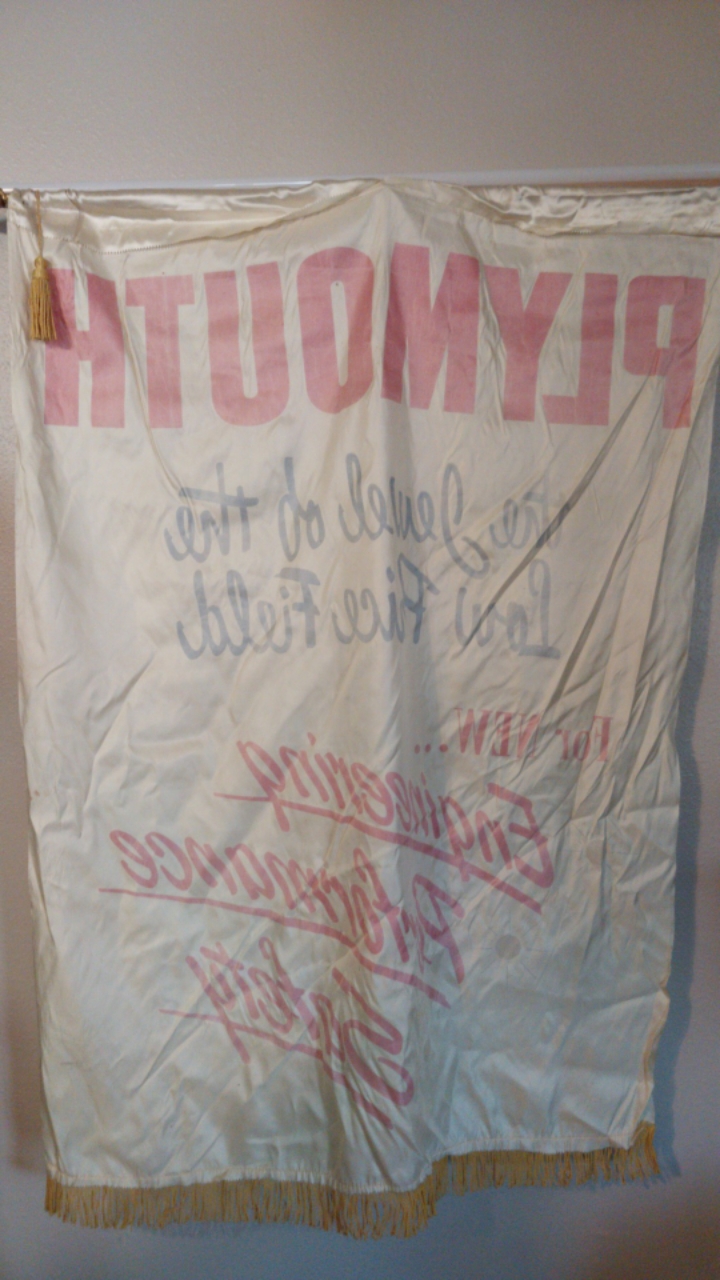 PLYMOUTH
the Jewel of the
Low Price Field
For NEW...
Engineering
Performance
Safety